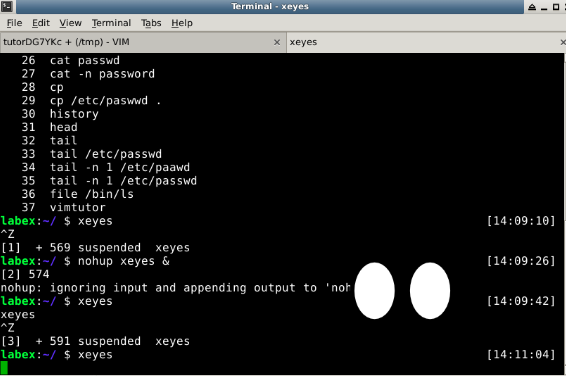 Terminal - xeyes
File Edit View Terminal Tabs Help
tutorDG7YKc + (/tmp) - VIM × xeyes ×
26 cat passwd
27 cat -n password
28 cp
29 cp /etc/paswwd .
30 history
31 head
32 tail
33 tail /etc/passwd
34 tail -n 1 /etc/paawd
35 tail -n 1 /etc/passwd
36 file /bin/ls
37 vimtutor
labex:~/ $ xeyes [14:09:10]
^Z
[1] + 569 suspended xeyes
labex:~/ $ nohup xeyes & [14:09:26]
[2] 574
nohup: ignoring input and appending output to 'noh
labex:~/ $ xeyes [14:09:42]
xeyes
^Z
[3] + 591 suspended xeyes
labex:~/ $ xeyes [14:11:04]